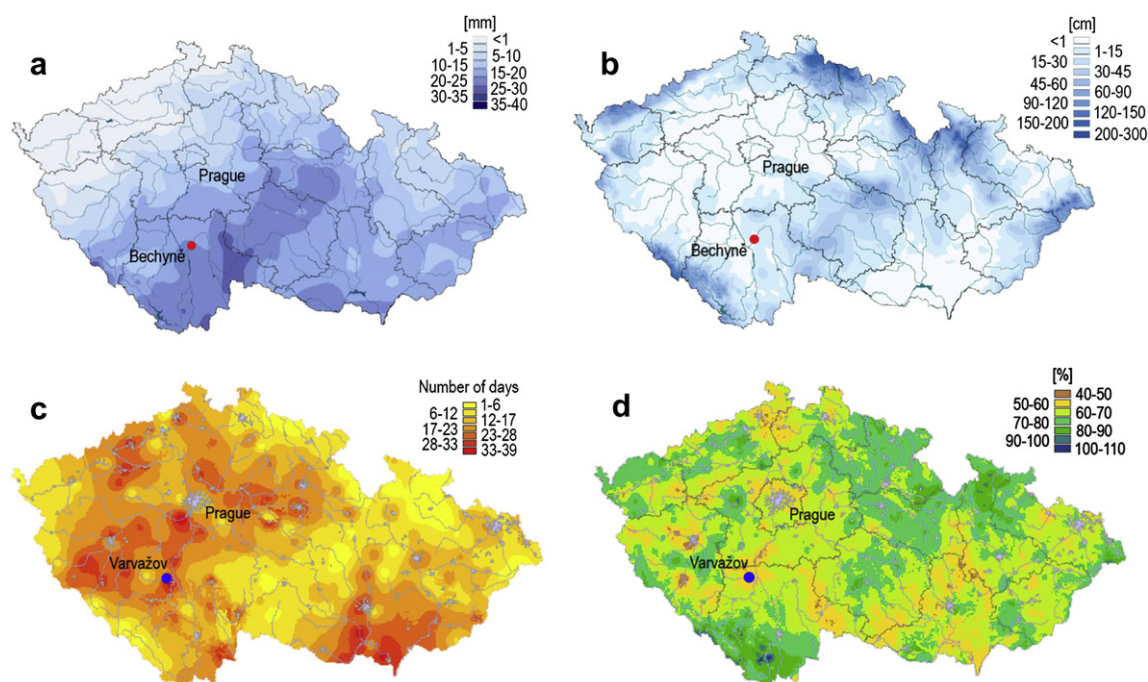 a
[mm]
<1
1-5
5-10
10-15
15-20
20-25
25-30
30-35
35-40
Prague
Bechyně
b
[cm]
<1
1-15
15-30
30-45
45-60
60-90
90-120
120-150
150-200
200-300
Prague
Bechyně
c
Number of days
1-6
6-12
12-17
17-23
23-28
28-33
33-39
Prague
Varvažov
d
[%]
40-50
50-60
60-70
70-80
80-90
90-100
100-110
Prague
Varvažov